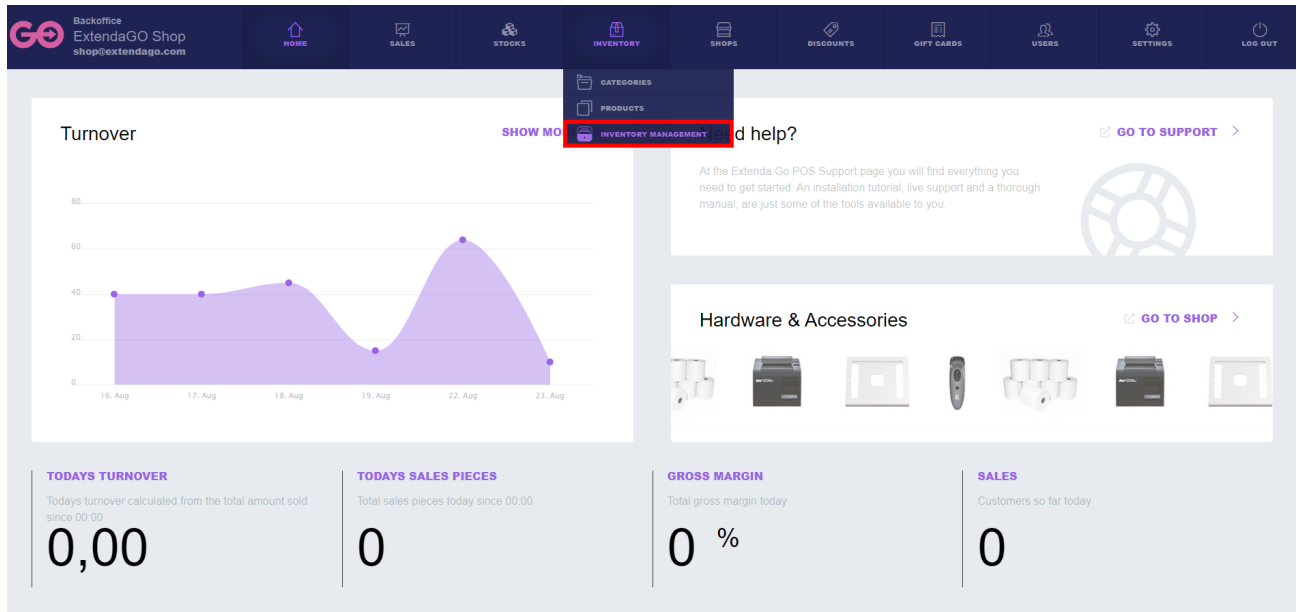 GO
Backoffice
ExtendaGO Shop
shop@extendago.com
HOME
SALES
STOCKS
INVENTORY
SHOPS
DISCOUNTS
GIFT CARDS
USERS
SETTINGS
LOG OUT
CATEGORIES
PRODUCTS
INVENTORY MANAGEMENT
Turnover
SHOW MO
80
60
40
20
0
16. Aug
17. Aug
18. Aug
19. Aug
22. Aug
23. Aug
d help?
GO TO SUPPORT
At the Extenda Go POS Support page you will find everything you
need to get started. An installation tutorial, live support and a thorough
manual, are just some of the tools available to you.
Hardware & Accessories
GO TO SHOP
TODAYS TURNOVER
Todays turnover calculated from the total amount sold
since 00:00
0,00
TODAYS SALES PIECES
Total sales pieces today since 00:00
0
GROSS MARGIN
Total gross margin today
0 %
SALES
Customers so far today
0